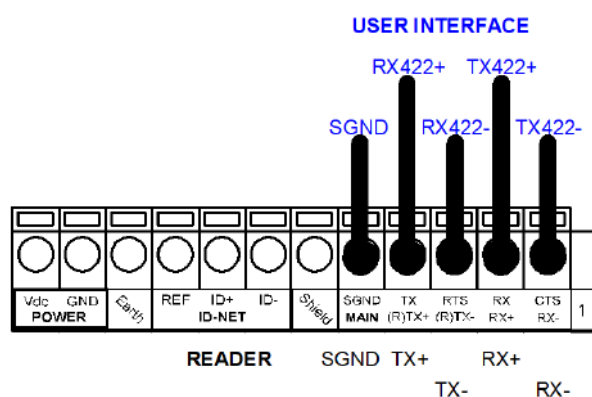 USER INTERFACE
RX422+ TX422+
SGND RX422- TX422-
Vdc GND Earth REF ID+ ID- Shield SGND TX RTS RX CTS 1
POWER ID-NET MAIN (R)TX+ (R)TX- RX+ RX-
READER SGND TX+ RX+
TX- RX-